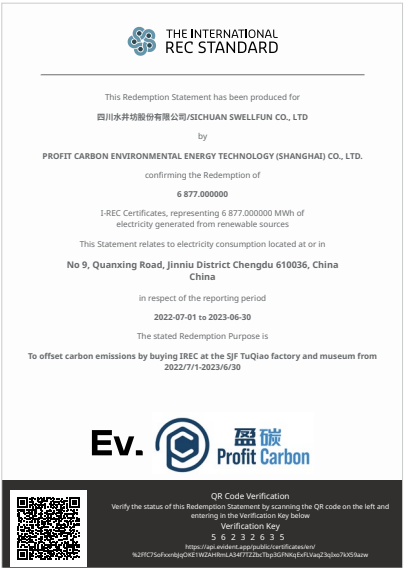 THE INTERNATIONAL
REC STANDARD
This Redemption Statement has been produced for
四川水井坊股份有限公司/SICHUAN SWELLFUN CO., LTD
by
PROFIT CARBON ENVIRONMENTAL ENERGY TECHNOLOGY (SHANGHAI) CO., LTD.
confirming the Redemption of
6 877.000000
I-REC Certificates, representing 6 877.000000 MWh of
electricity generated from renewable sources
This Statement relates to electricity consumption located at or in
No 9, Quanxing Road, Jinniu District Chengdu 610036, China
China
in respect of the reporting period
2022-07-01 to 2023-06-30
The stated Redemption Purpose is
To offset carbon emissions by buying IREC at the SJF TuQiao factory and museum from
2022/7/1-2023/6/30
Ev.
盈碳
Profit Carbon
QR Code Verification
Verify the status of this Redemption Statement by scanning the QR code on the left and
entering in the Verification Key below
Verification Key
5 6 2 3 2 6 3 5
https://api.evident.app/public/certificates/en/